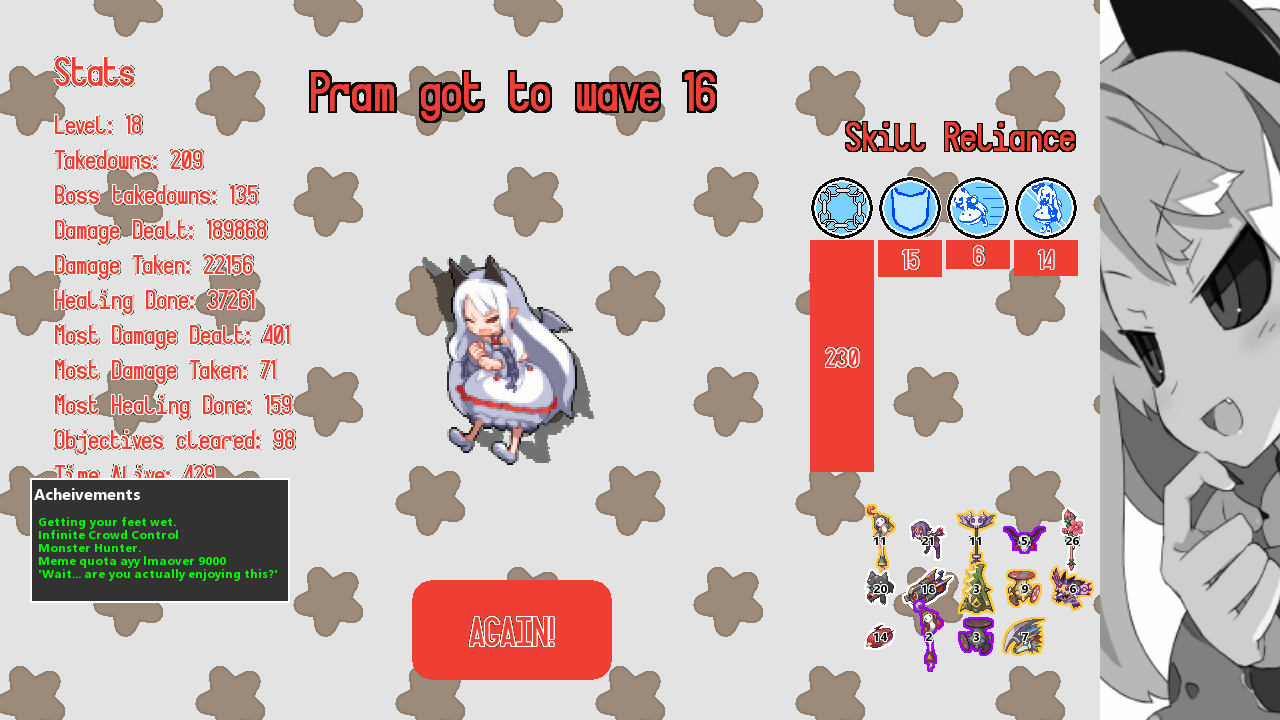 Pram got to wave 16
Stats
Level: 18
Takedowns: 209
Boss takedowns: 135
Damage Dealt: 189868
Damage Taken: 22156
Healing Done: 37261
Most Damage Dealt: 401
Most Damage Taken: 71
Most Healing Done: 159
Objectives cleared: 98
Time Alive: 429
Acheivements
Getting your feet wet.
Infinite Crowd Control
Monster Hunter.
Meme quota ayy lmaover 9000
'Wait... are you actually enjoying this?'
AGAIN!
Skill Reliance
230 15 6 14
11 21 11 5 26
20 18 3 9 6
14 2 3 7